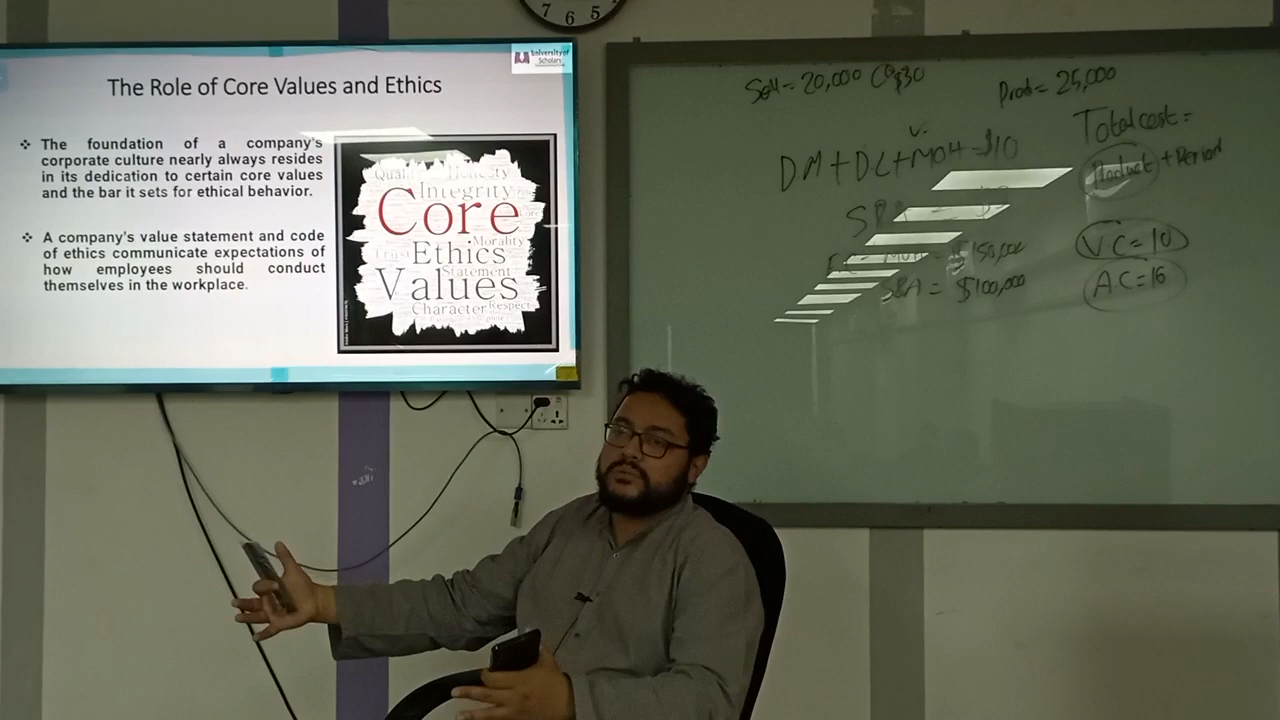 7 6 5
University of
Scholars
The Role of Core Values and Ethics
❖ The foundation of a company's
corporate culture nearly always resides
in its dedication to certain core values
and the bar it sets for ethical behavior.
❖ A company's value statement and code
of ethics communicate expectations of
how employees should conduct
themselves in the workplace.
Honesty
Integrity
Core
Morality
Trust Ethics
Statement
Values
Character Respect
Sell = 20,000 @$30
Prod = 25,000
DM+DL+MOH = $10
Total cost =
Product + Period
VC = 10
AC = 16
$150,000
= $100,000